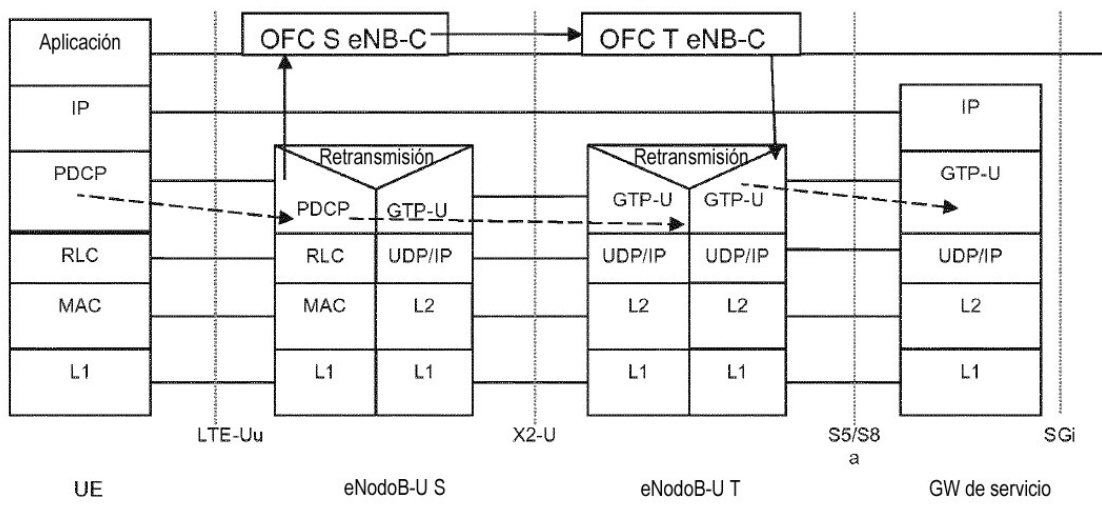 Aplicación
OFC S eNB-C
OFC T eNB-C
IP
IP
Retransmisión
Retransmisión
PDCP
GTP-U
PDCP
GTP-U
GTP-U
GTP-U
RLC
RLC
UDP/IP
UDP/IP
UDP/IP
UDP/IP
MAC
MAC
L2
L2
L2
L2
L1
L1
L1
L1
L1
L1
LTE-Uu
X2-U
S5/S8
a
SGi
UE
eNodoB-U S
eNodoB-U T
GW de servicio